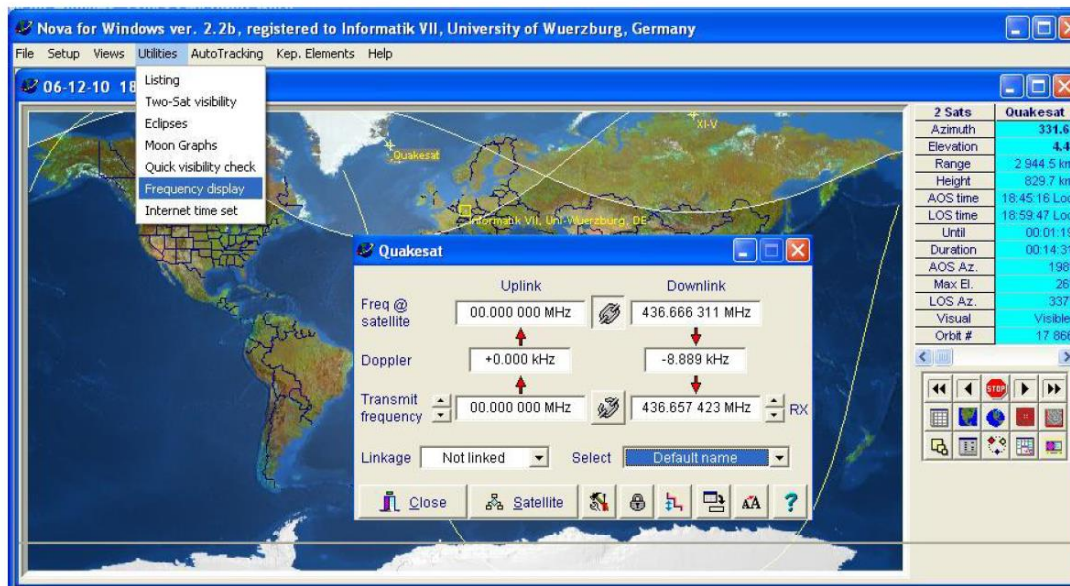 Nova for Windows ver. 2.2b, registered to Informatik VII, University of Wuerzburg, Germany
File Setup Views Utilities AutoTracking Kep. Elements Help
06-12-10 18
Listing
Two-Sat visibility
Eclipses
Moon Graphs
Quick visibility check
Frequency display
Internet time set
Quakesat
XI-V
Informatik VII, Uni-Wuerzburg, DE
Quakesat
Uplink Downlink
Freq @ satellite 00.000 000 MHz 436.666 311 MHz
Doppler +0.000 kHz -8.889 kHz
Transmit frequency 00.000 000 MHz 436.657 423 MHz RX
Linkage Not linked Select Default name
Close Satellite AA ?
2 Sats Quakesat
Azimuth 331.6
Elevation 4.4
Range 2 944.5 km
Height 829.7 km
AOS time 18:45:16 Loc
LOS time 18:59:47 Loc
Until 00:01:19
Duration 00:14:31
AOS Az. 198
Max El. 26
LOS Az. 337
Visual Visible
Orbit # 17 866
STOP